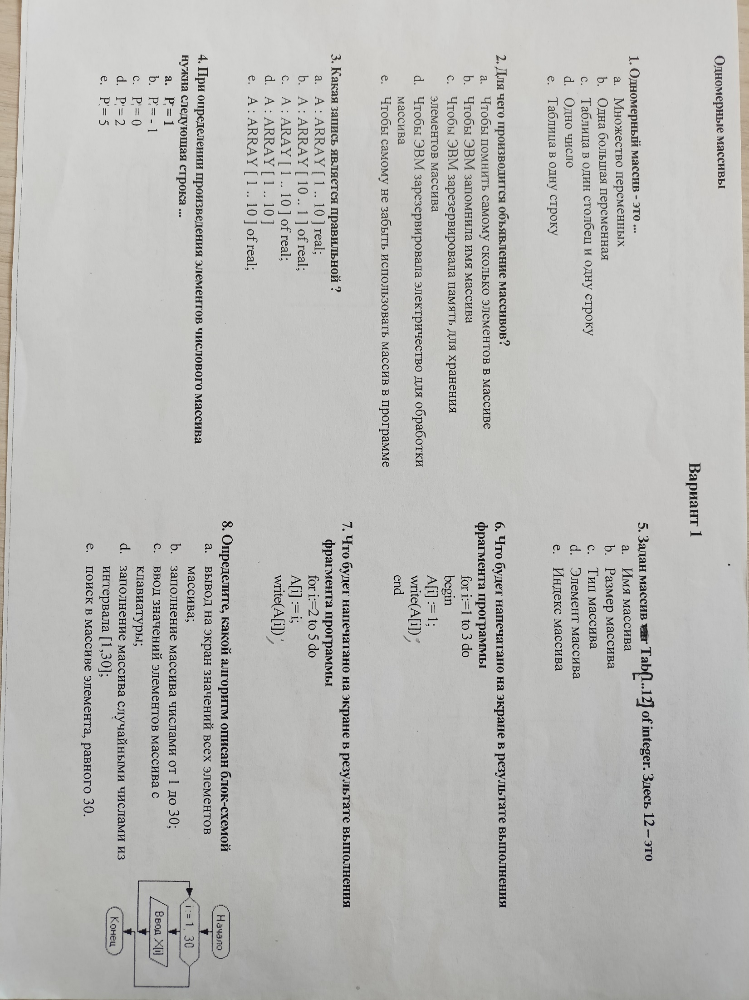 Одномерные массивы
Вариант 1
1. Одномерный массив - это ...
a. Множество переменных
b. Одна большая переменная
c. Таблица в один столбец и одну строку
d. Одно число
e. Таблица в одну строку
2. Для чего производится объявление массивов?
a. Чтобы помнить самому сколько элементов в массиве
b. Чтобы ЭВМ запомнила имя массива
c. Чтобы ЭВМ зарезервировала память для хранения
элементов массива
d. Чтобы ЭВМ зарезервировала электричество для обработки
массива
e. Чтобы самому не забыть использовать массив в программе
3. Какая запись является правильной ?
a. A : ARRAY [ 1 .. 10 ] real;
b. A : ARRAY [ 10 .. 1 ] of real;
c. A : ARAY [ 1 .. 10 ] of real;
d. A : ARRAY [ 1 .. 10 ]
e. A : ARRAY [ 1 .. 10 ] of real;
4. При определении произведения элементов числового массива
нужна следующая строка ...
a. P:= 1
b. P:= - 1
c. P:= 0
d. P:= 2
e. P:= 5
5. Задан массив var Tab[1..12] of integer. Здесь 12 – это
a. Имя массива
b. Размер массива
c. Тип массива
d. Элемент массива
e. Индекс массива
6. Что будет напечатано на экране в результате выполнения
фрагмента программы
for i:=1 to 3 do
begin
A[i] := 1;
write(A[i]);
end
7. Что будет напечатано на экране в результате выполнения
фрагмента программы
for i:=2 to 5 do
A[i] := i;
write(A[i]);
8. Определите, какой алгоритм описан блок-схемой
a. вывод на экран значений всех элементов
массива;
b. заполнение массива числами от 1 до 30;
c. ввод значений элементов массива с
клавиатуры;
d. заполнение массива случайными числами из
интервала [1,30];
e. поиск в массиве элемента, равного 30.
Начало
i := 1, 30
Ввод X[i]
Конец